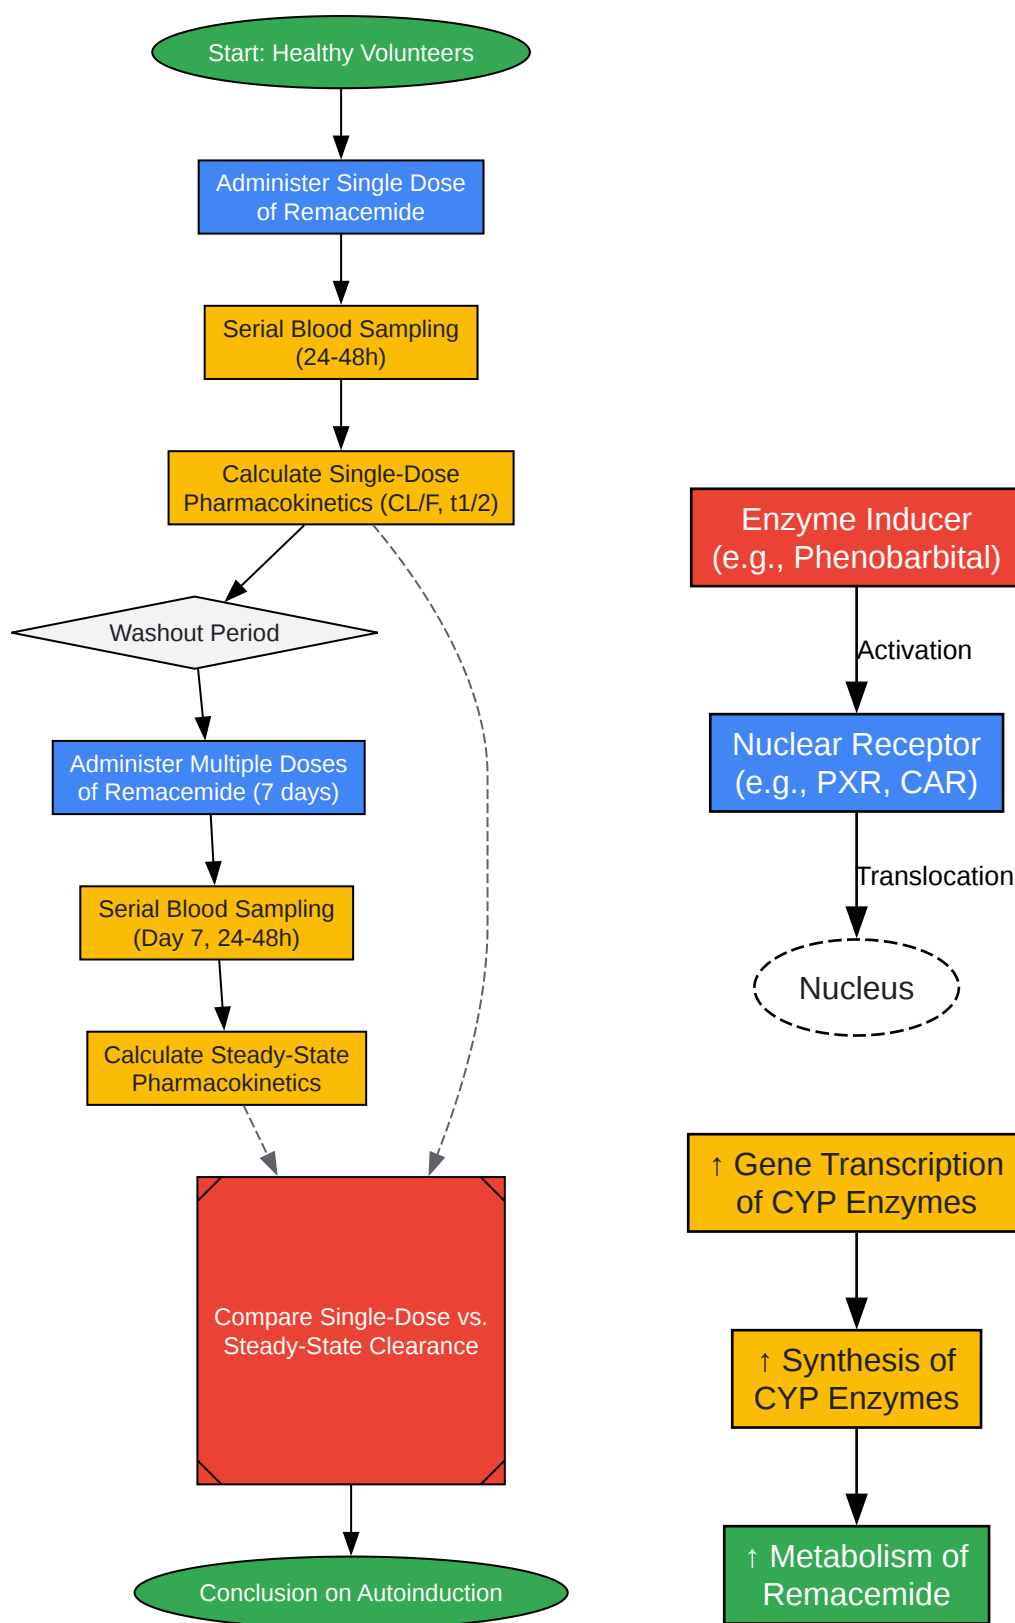 Start: Healthy Volunteers
Administer Single Dose
of Remacemide
Serial Blood Sampling
(24-48h)
Calculate Single-Dose
Pharmacokinetics (CL/F, t1/2)
Washout Period
Administer Multiple Doses
of Remacemide (7 days)
Serial Blood Sampling
(Day 7, 24-48h)
Calculate Steady-State
Pharmacokinetics
Compare Single-Dose vs.
Steady-State Clearance
Conclusion on Autoinduction
Enzyme Inducer
(e.g., Phenobarbital)
Activation
Nuclear Receptor
(e.g., PXR, CAR)
Translocation
Nucleus
↑ Gene Transcription
of CYP Enzymes
↑ Synthesis of
CYP Enzymes
↑ Metabolism of
Remacemide